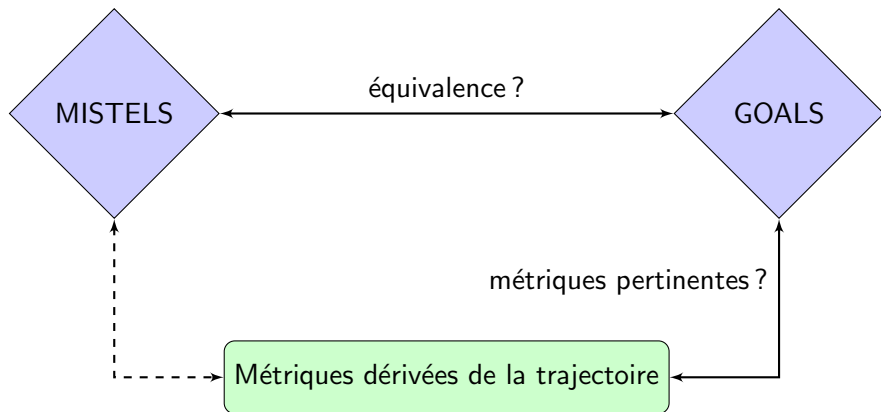 MISTELS
équivalence ?
GOALS
métriques pertinentes ?
Métriques dérivées de la trajectoire